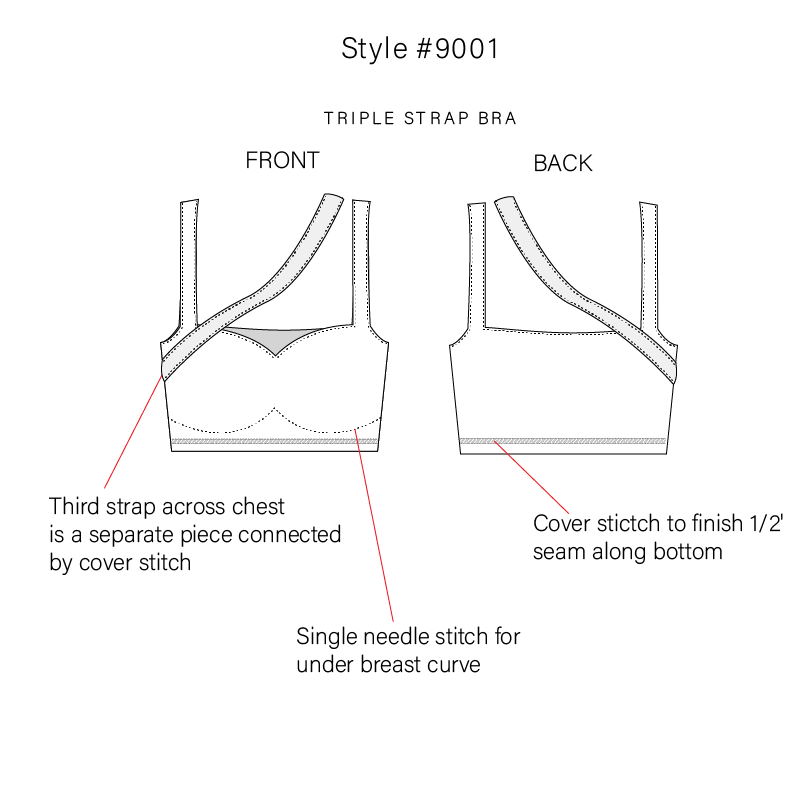 Style #9001
TRIPLE STRAP BRA
FRONT
BACK
Third strap across chest
is a separate piece connected
by cover stitch
Cover stictch to finish 1/2'
seam along bottom
Single needle stitch for
under breast curve